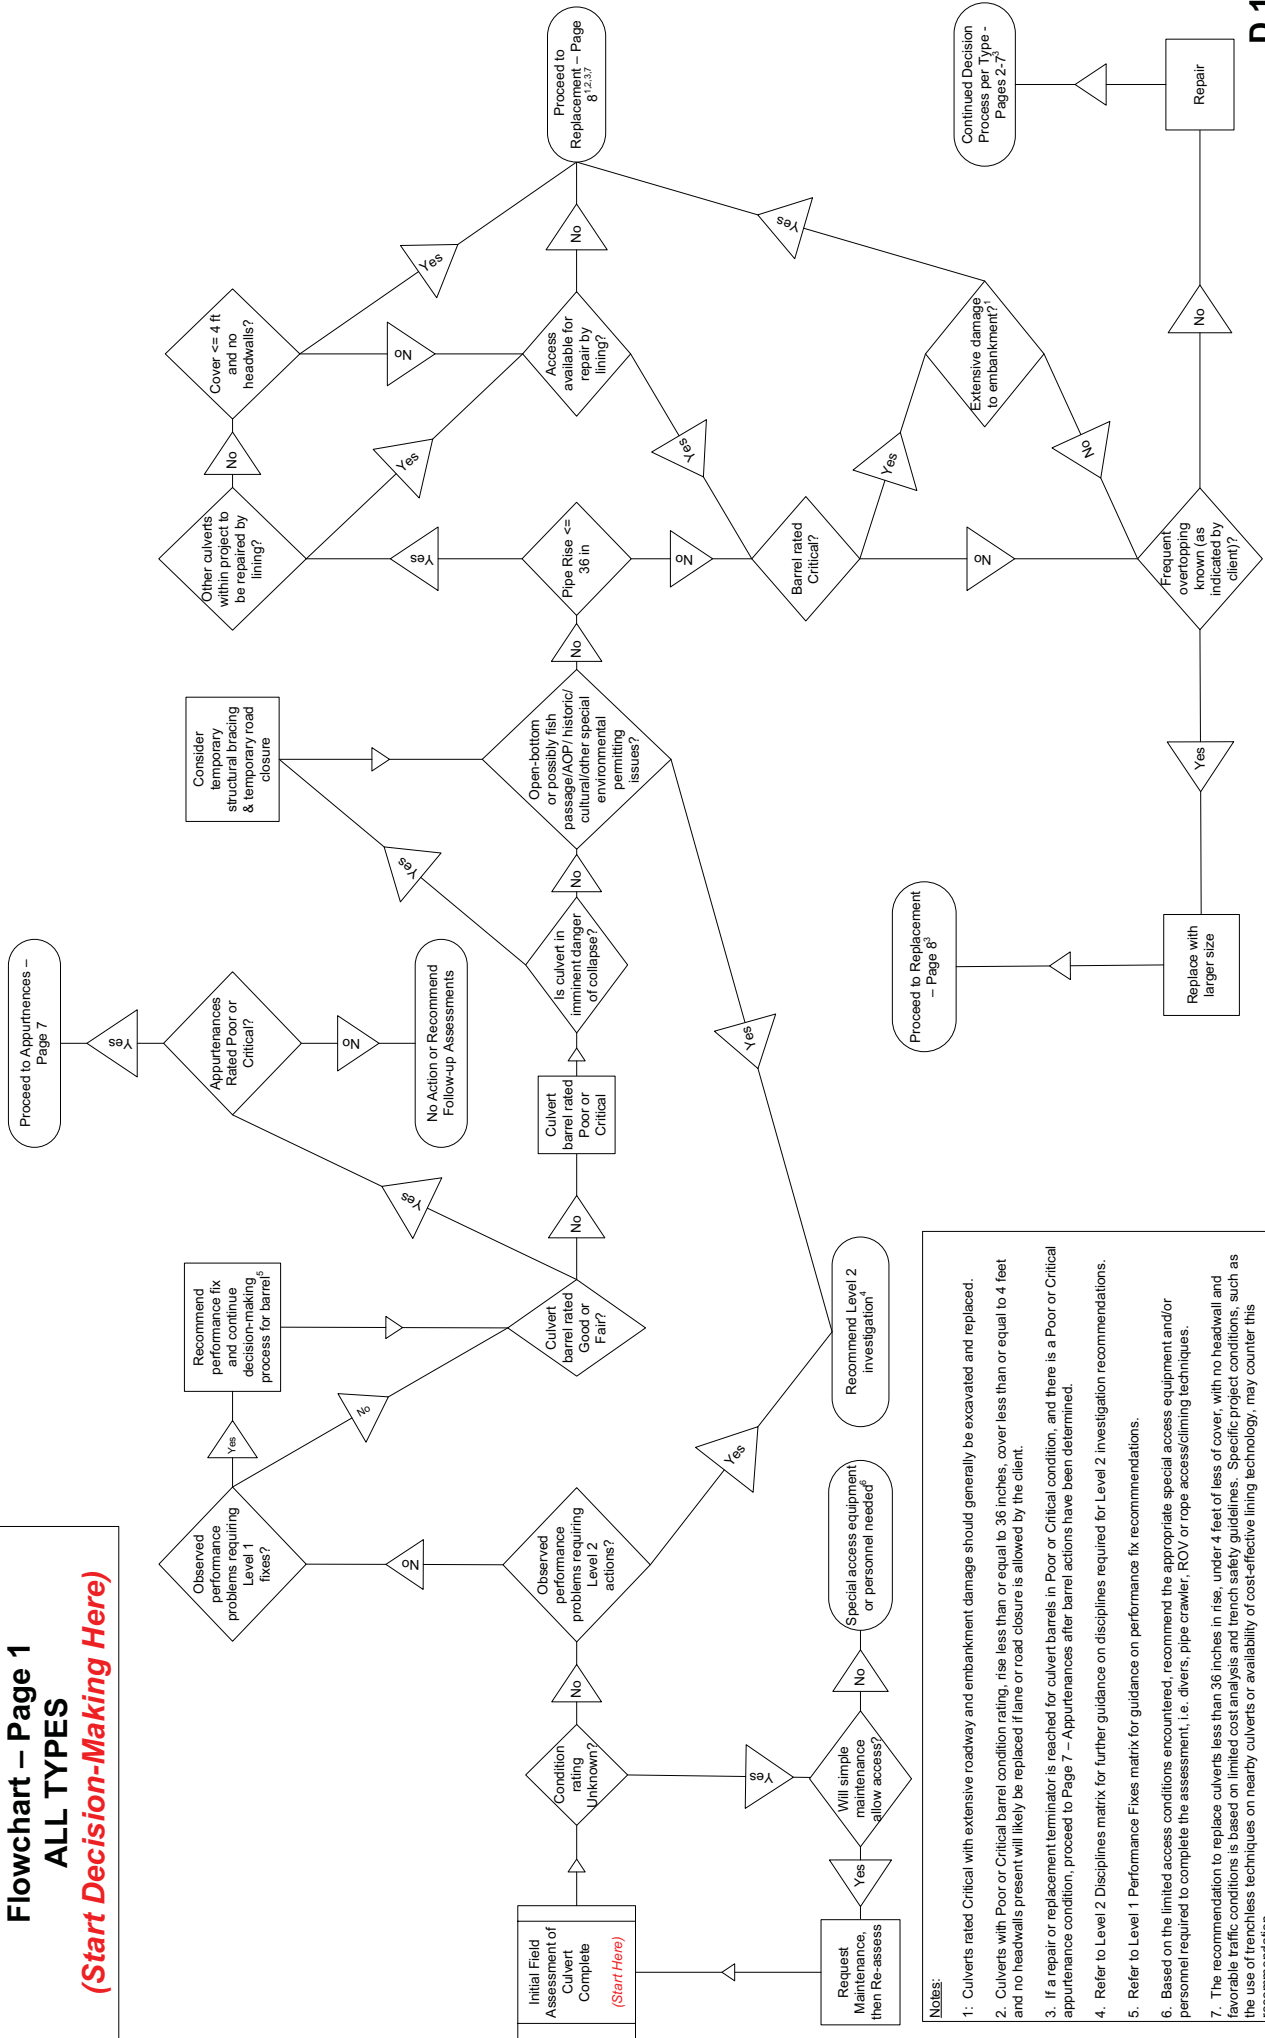 Flowchart – Page 1
ALL TYPES
(Start Decision-Making Here)
Initial Field
Assessment of
Culvert
Complete
(Start Here)
Condition
rating
Unknown?
No
Yes
Will simple
maintenance
allow access?
Yes
Request
Maintenance,
then Re-assess
No
Special access equipment
or personnel needed6
Observed
performance
problems requiring
Level 2
actions?
No
Yes
Recommend Level 2
investigation4
Observed
performance
problems requiring
Level 1
fixes?
Yes
No
Recommend
performance fix
and continue
decision-making
process for barrel5
Culvert
barrel rated
Good or
Fair?
Yes
No
Appurtenances
Rated Poor or
Critical?
Yes
Proceed to Appurtnences –
Page 7
No
No Action or Recommend
Follow-up Assessments
Culvert
barrel rated
Poor or
Critical
Is culvert in
imminent danger
of collapse?
Yes
No
Consider
temporary
structural bracing
& temporary road
closure
Open-bottom
or possibly fish
passage/AOP/ historic/
cultural/other special
environmental
permitting
issues?
Yes
No
Pipe Rise <=
36 in
Yes
No
Other culverts
within project to
be repaired by
lining?
No
Yes
Cover <= 4 ft
and no
headwalls?
Yes
No
Access
available for
repair by
lining?
No
Yes
Proceed to
Replacement – Page
81,2,3,7
Barrel rated
Critical?
Yes
No
Extensive damage
to embankment?1
Yes
No
Frequent
overtopping
known (as
indicated by
client)?
Yes
No
Replace with
larger size
Proceed to Replacement
– Page 83
Repair
Continued Decision
Process per Type -
Pages 2-73
Notes:
1: Culverts rated Critical with extensive roadway and embankment damage should generally be excavated and replaced.
2. Culverts with Poor or Critical barrel condition rating, rise less than or equal to 36 inches, cover less than or equal to 4 feet
and no headwalls present will likely be replaced if lane or road closure is allowed by the client.
3. If a repair or replacement terminator is reached for culvert barrels in Poor or Critical condition, and there is a Poor or Critical
appurtenance condition, proceed to Page 7 – Appurtenances after barrel actions have been determined.
4. Refer to Level 2 Disciplines matrix for further guidance on disciplines required for Level 2 investigation recommendations.
5. Refer to Level 1 Performance Fixes matrix for guidance on performance fix recommmendations.
6. Based on the limited access conditions encountered, recommend the appropriate special access equipment and/or
personnel required to complete the assessment, i.e. divers, pipe crawler, ROV or rope access/climing techniques.
7. The recommendation to replace culverts less than 36 inches in rise, under 4 feet of less of cover, with no headwall and
favorable traffic conditions is based on limited cost analysis and trench safety guidelines. Specific project conditions, such as
the use of trenchless techniques on nearby culverts or availability of cost-effective lining technology, may counter this